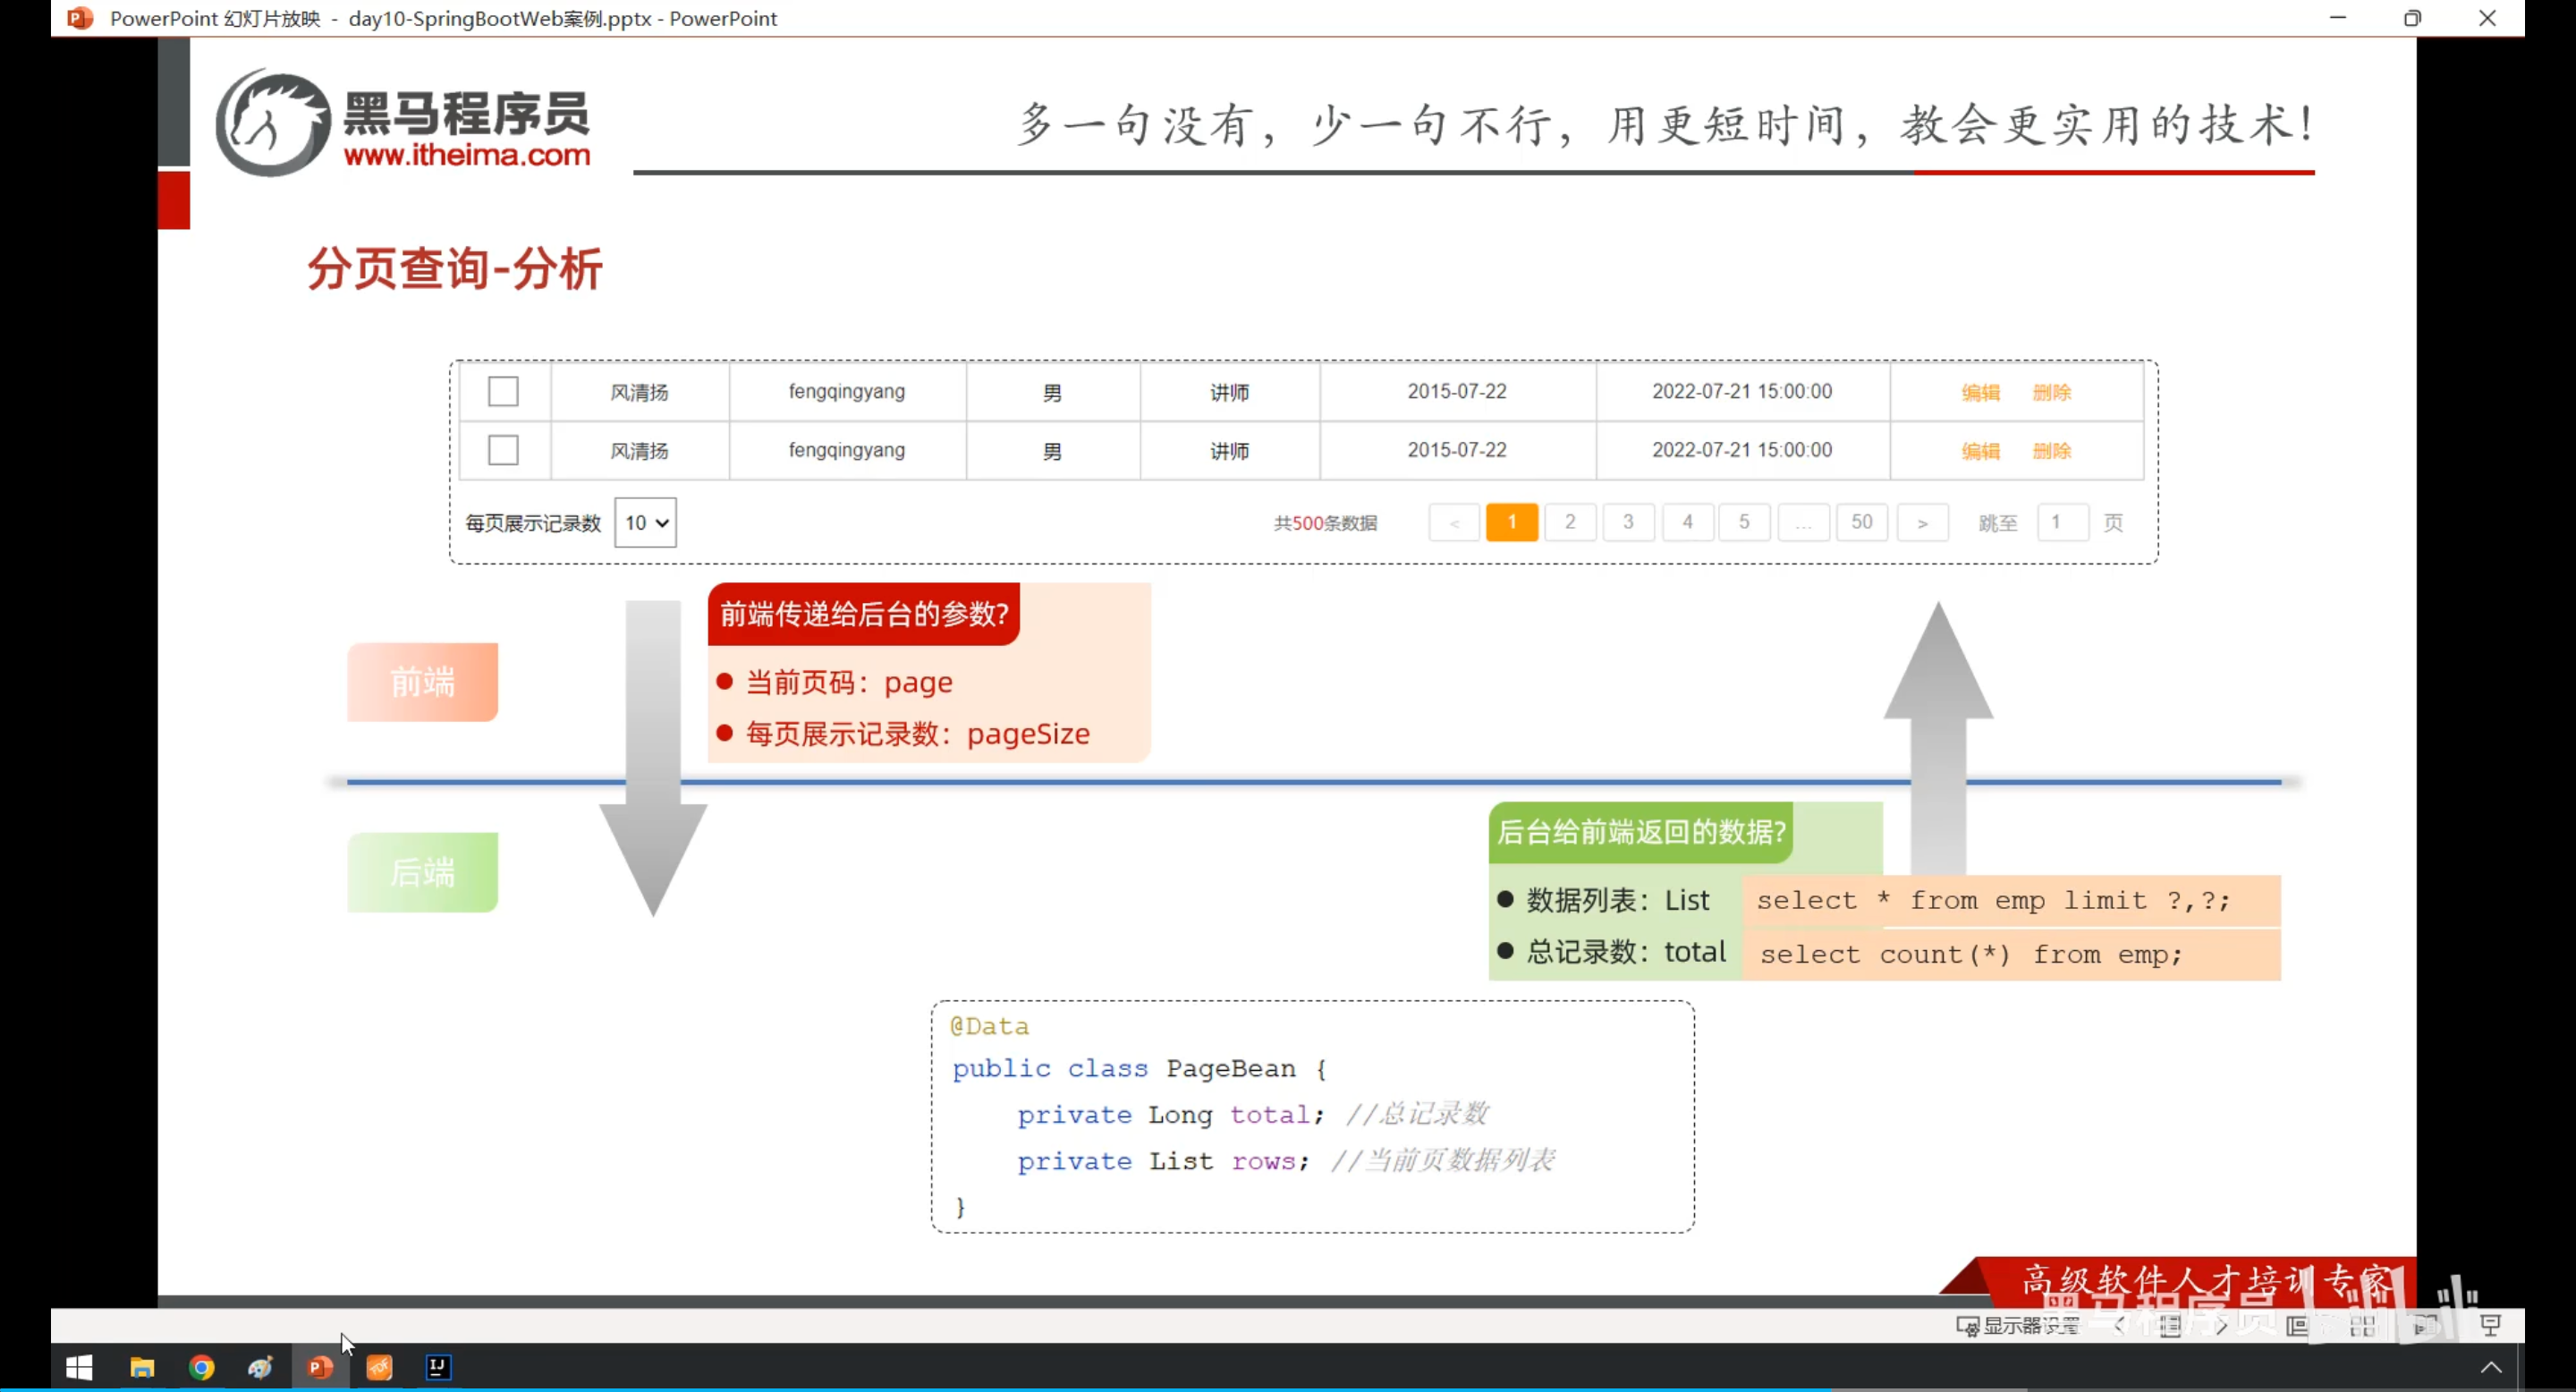 PowerPoint 幻灯片放映 - day10-SpringBootWeb案例.pptx - PowerPoint
黑马程序员
www.itheima.com
多一句没有，少一句不行，用更短时间，教会更实用的技术！
分页查询-分析
风清扬 fengqingyang 男 讲师 2015-07-22 2022-07-21 15:00:00 编辑 删除
风清扬 fengqingyang 男 讲师 2015-07-22 2022-07-21 15:00:00 编辑 删除
每页展示记录数 10 共500条数据 < 1 2 3 4 5 ... 50 > 跳至 1 页
前端传递给后台的参数?
前端
当前页码：page
每页展示记录数：pageSize
后端
后台给前端返回的数据?
数据列表：List select * from emp limit ?,?;
总记录数：total select count(*) from emp;
@Data
public class PageBean {
private Long total; //总记录数
private List rows; //当前页数据列表
}
高级软件人才培训专家
黑马程序员
显示器设置